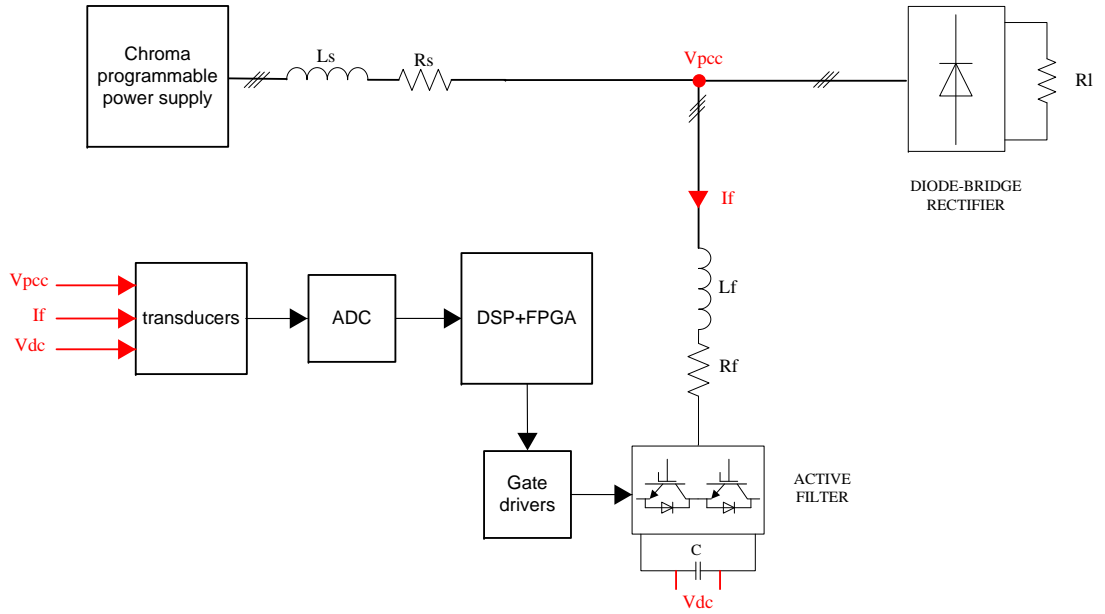 Chroma
programmable
power supply
Ls
Rs
Vpcc
Rl
DIODE-BRIDGE
RECTIFIER
If
Vpcc
If
Vdc
transducers
ADC
DSP+FPGA
Lf
Rf
Gate
drivers
ACTIVE
FILTER
C
Vdc